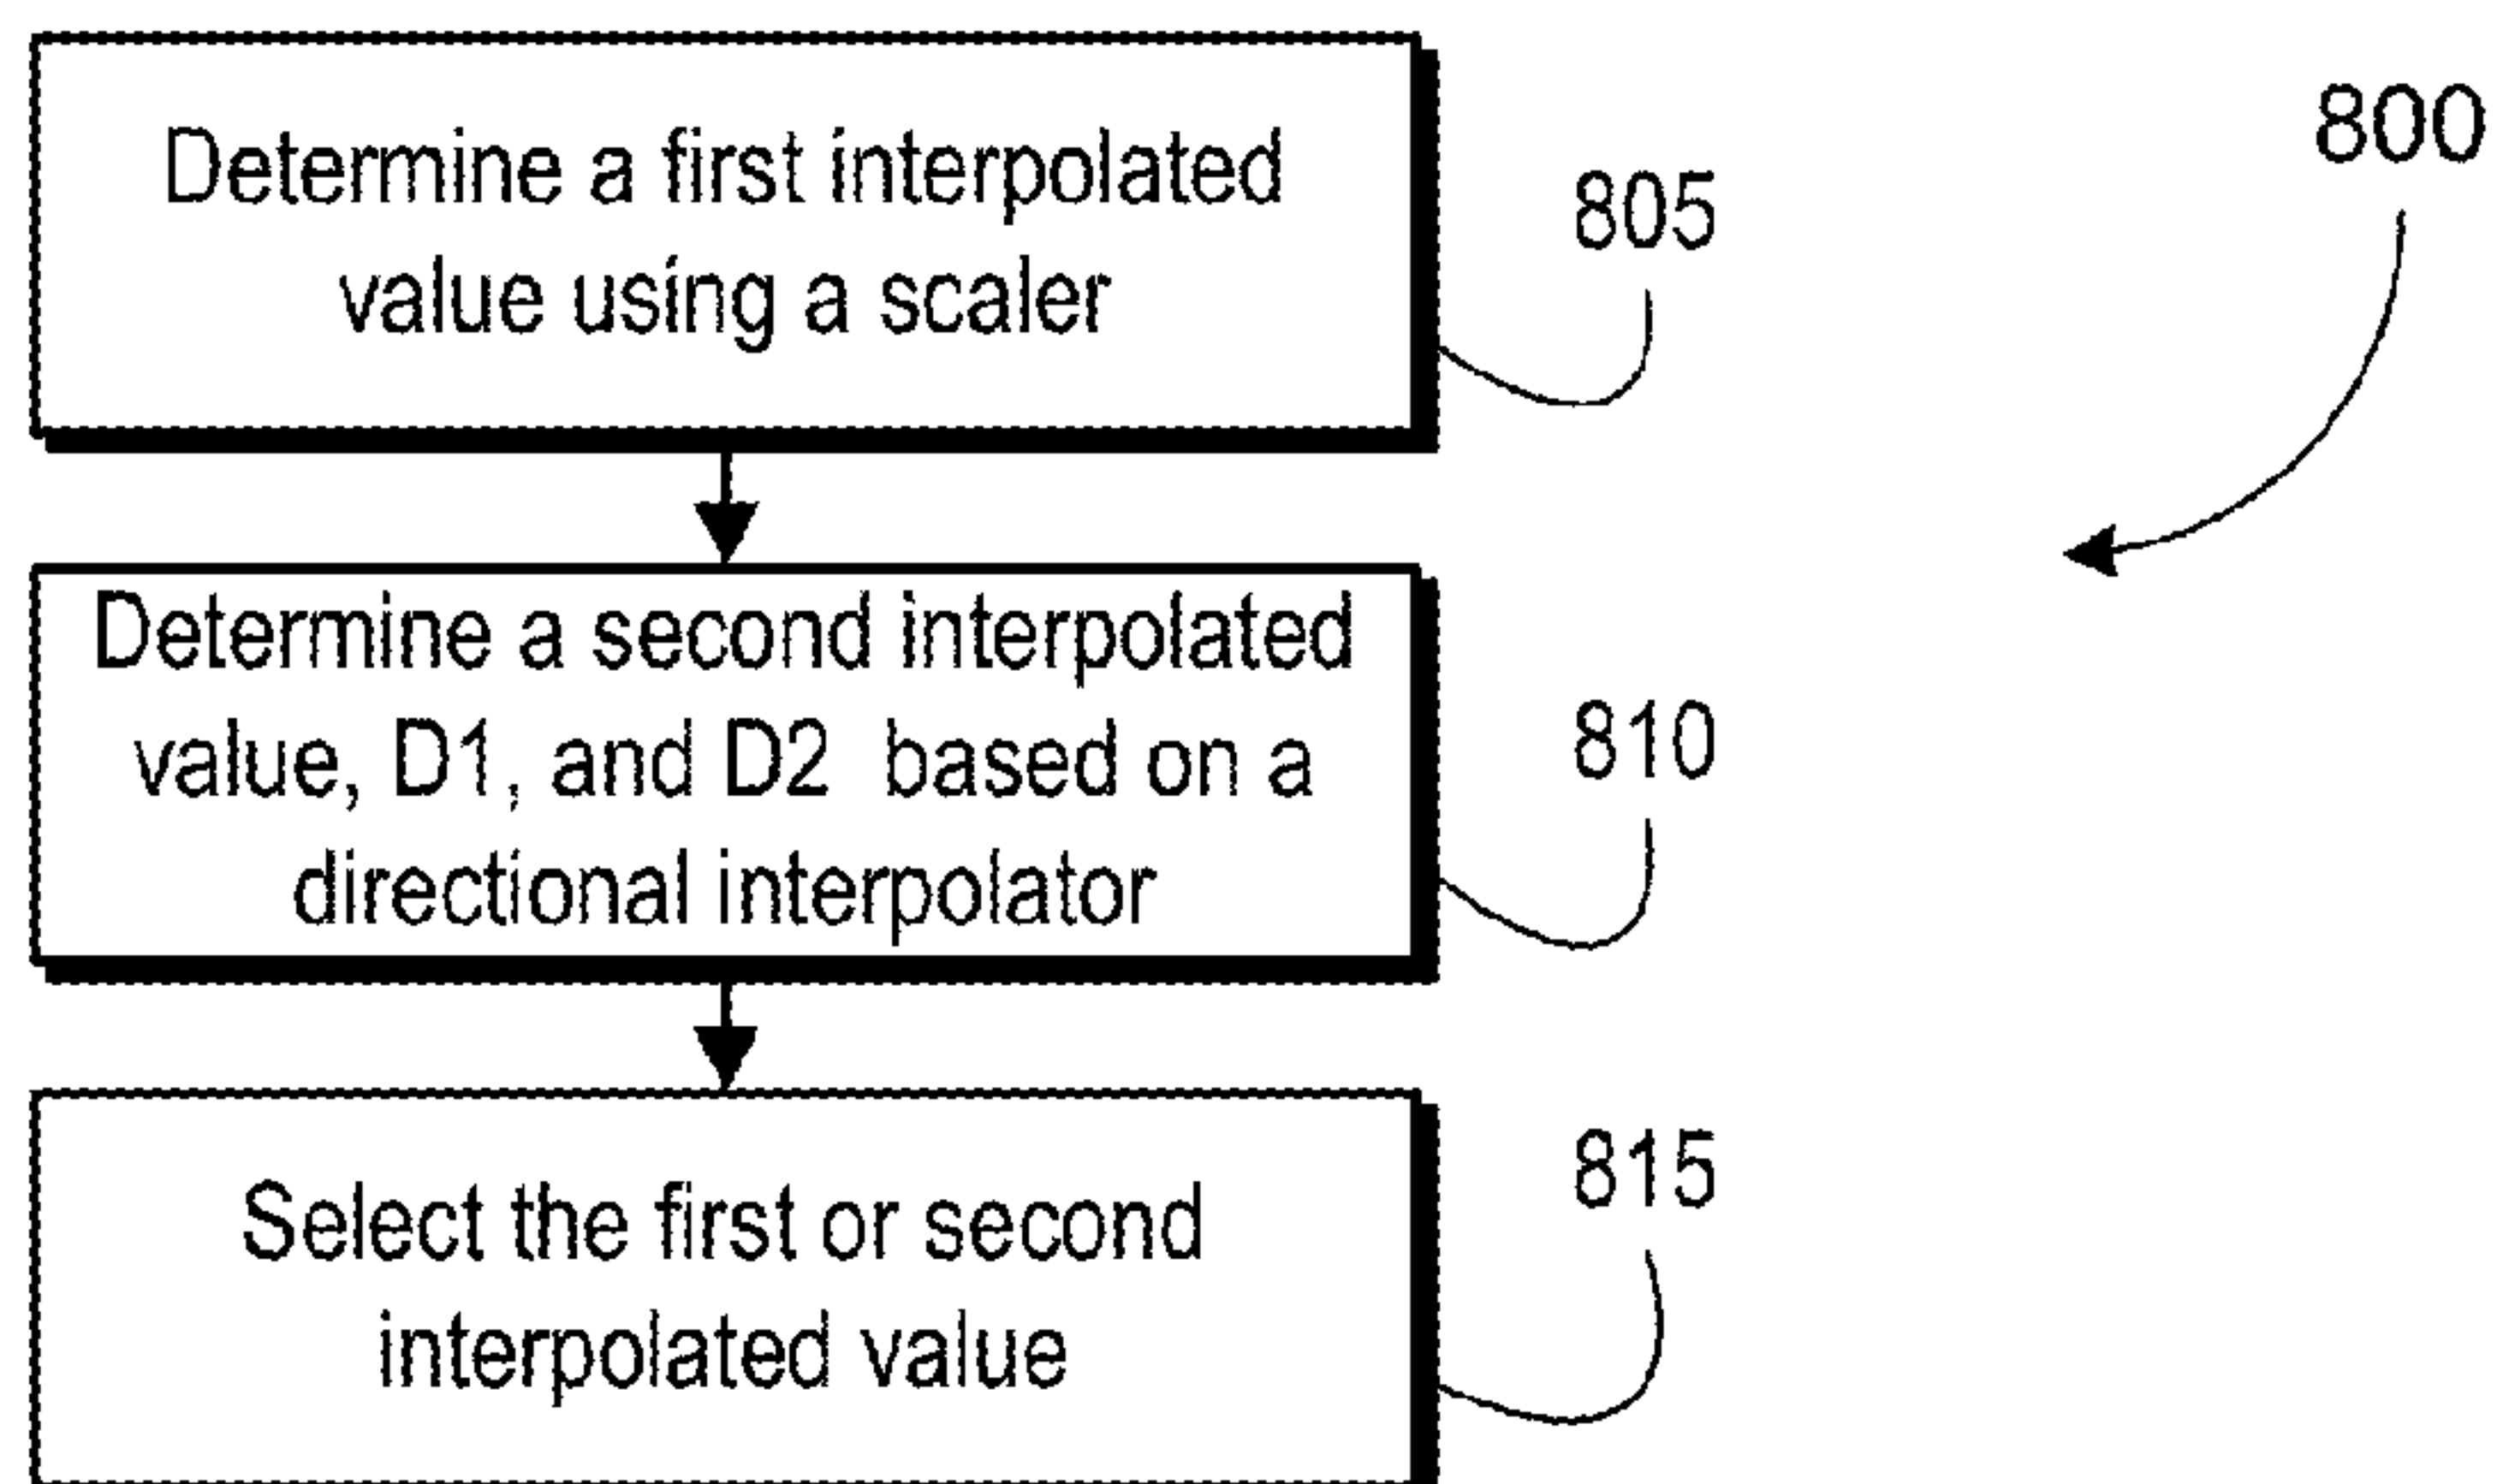 Determine a first interpolated
value using a scaler
805
800
Determine a second interpolated
value, D1, and D2 based on a
directional interpolator
810
Select the first or second
interpolated value
815